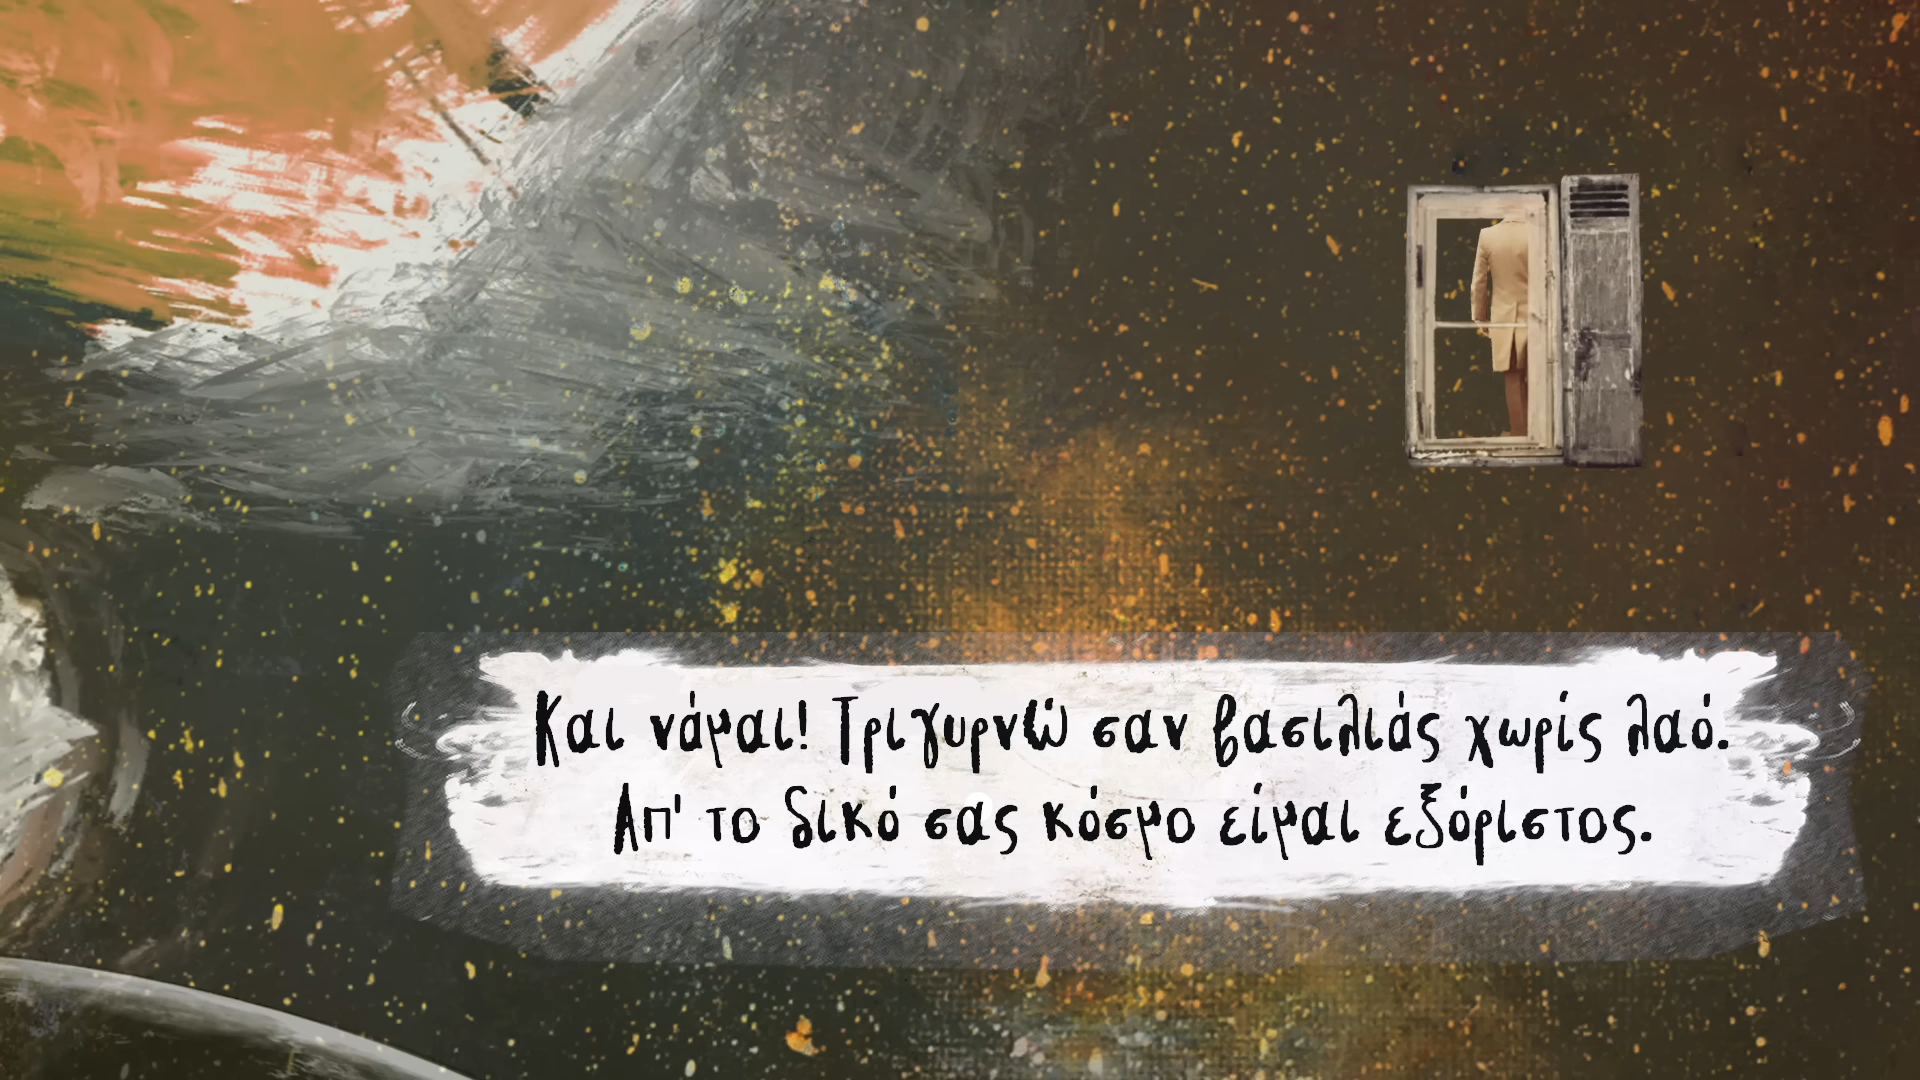 Και νάμαι! Τριγυρνώ σαν βασιλιάς χωρίς λαό.
Απ' το δικό σας κόσμο είμαι εξόριστος.